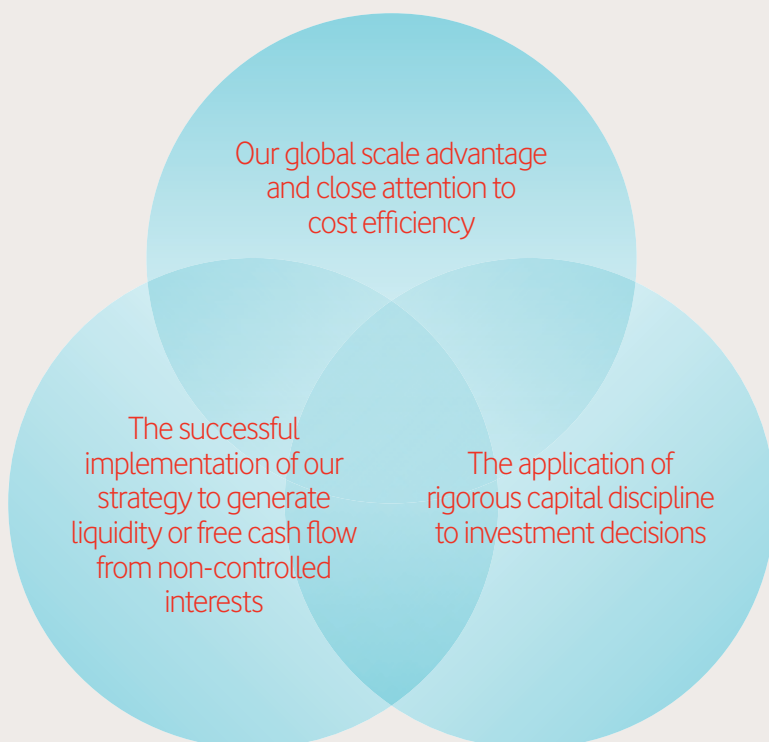 Our global scale advantage
and close attention to
cost efficiency
The successful
implementation of our
strategy to generate
liquidity or free cash flow
from non-controlled
interests
The application of
rigorous capital discipline
to investment decisions